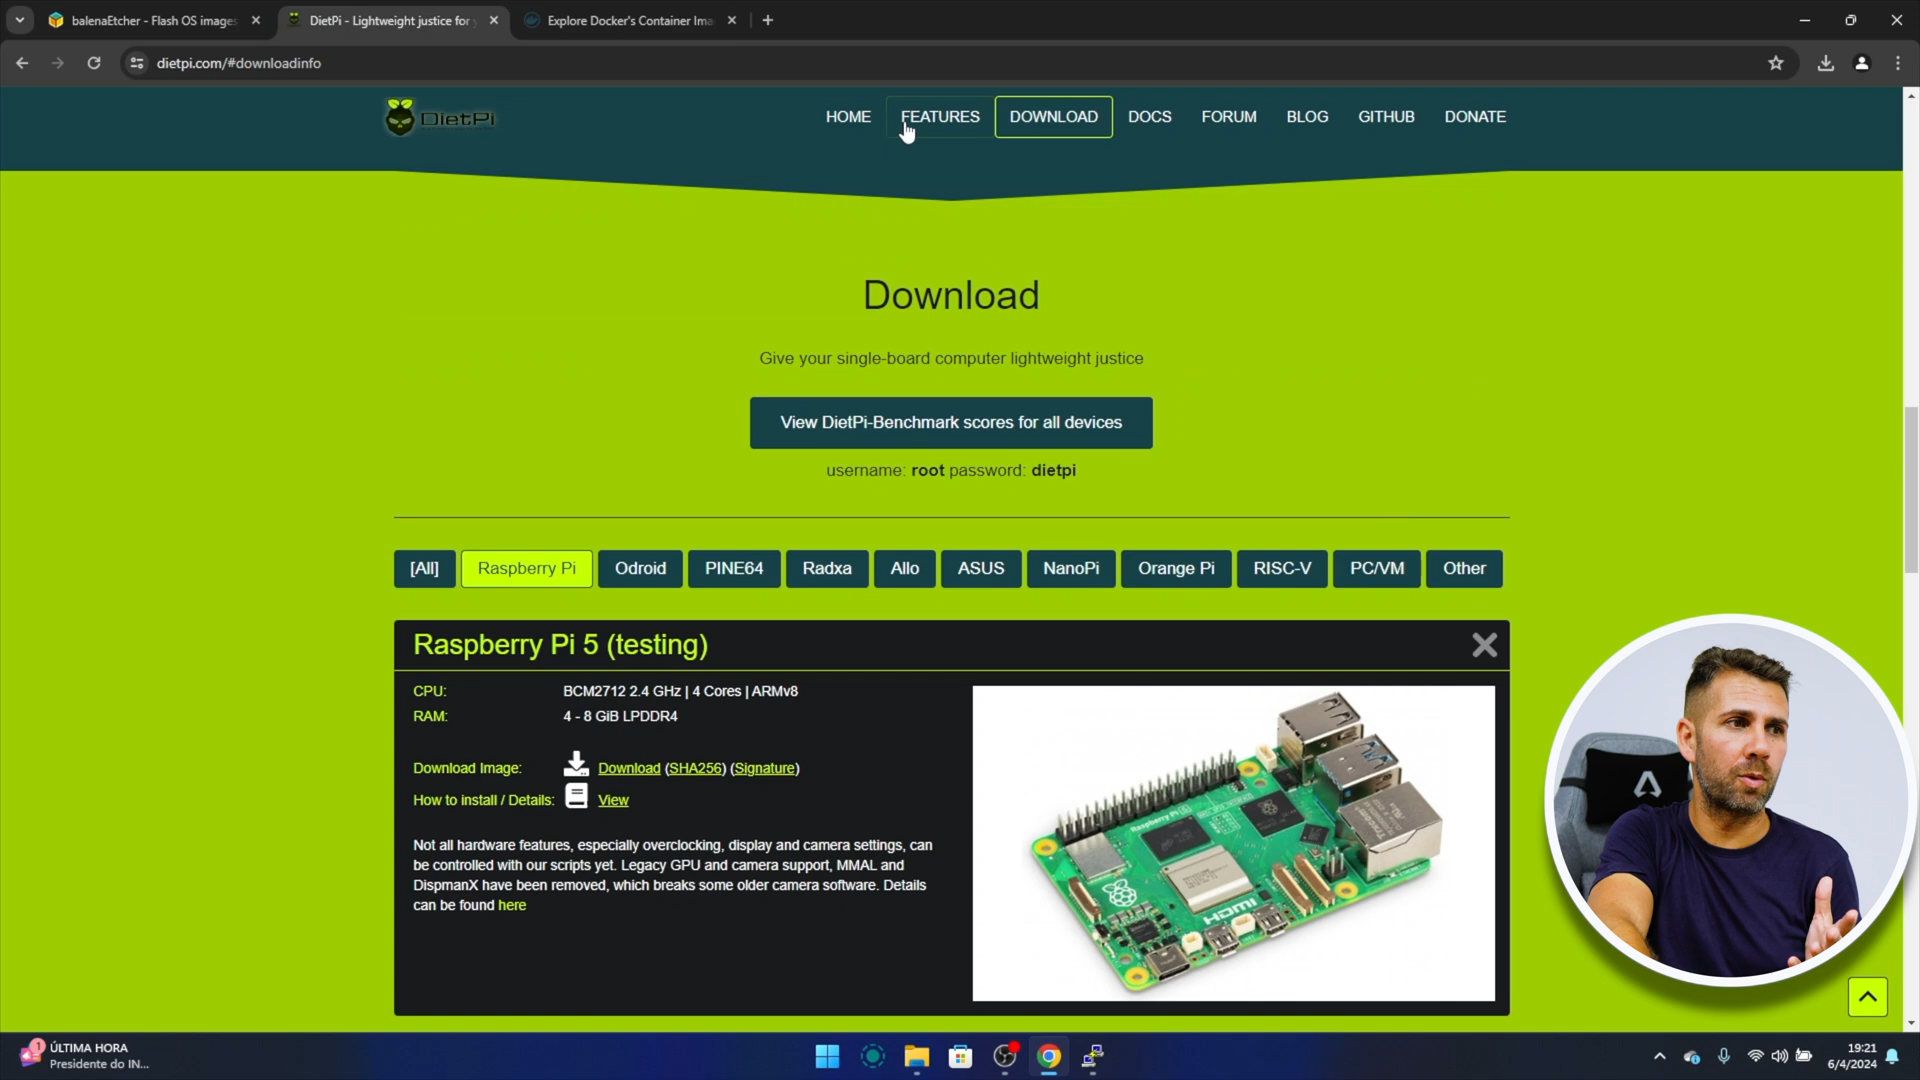 balenaEtcher - Flash OS images
DietPi - Lightweight justice for y
Explore Docker's Container Ima
dietpi.com/#downloadinfo
DietPi
HOME
FEATURES
DOWNLOAD
DOCS
FORUM
BLOG
GITHUB
DONATE
Download
Give your single-board computer lightweight justice
View DietPi-Benchmark scores for all devices
username: root password: dietpi
[All]
Raspberry Pi
Odroid
PINE64
Radxa
Allo
ASUS
NanoPi
Orange Pi
RISC-V
PC/VM
Other
Raspberry Pi 5 (testing)
CPU: BCM2712 2.4 GHz | 4 Cores | ARMv8
RAM: 4 - 8 GiB LPDDR4
Download Image: Download (SHA256) (Signature)
How to install / Details: View
Not all hardware features, especially overclocking, display and camera settings, can
be controlled with our scripts yet. Legacy GPU and camera support, MMAL and
DispmanX have been removed, which breaks some older camera software. Details
can be found here
HDMI
1
ÚLTIMA HORA
Presidente do IN...
19:21
6/4/2024